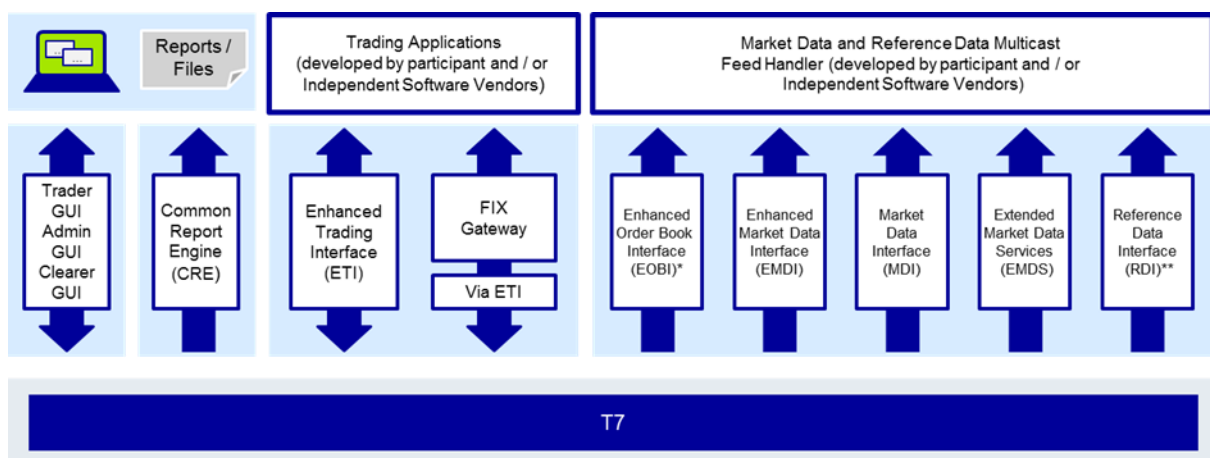 Reports /
Files
Trading Applications
(developed by participant and / or
Independent Software Vendors)
Market Data and Reference Data Multicast
Feed Handler (developed by participant and / or
Independent Software Vendors)
Trader
GUI
Admin
GUI
Clearer
GUI
Common
Report
Engine
(CRE)
Enhanced
Trading
Interface
(ETI)
FIX
Gateway
Via ETI
Enhanced
Order Book
Interface
(EOBI)*
Enhanced
Market Data
Interface
(EMDI)
Market
Data
Interface
(MDI)
Extended
Market Data
Services
(EMDS)
Reference
Data
Interface
(RDI)**
T7